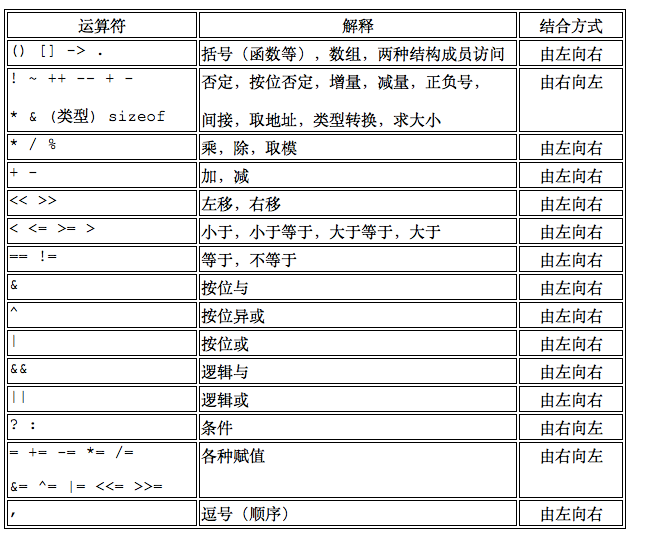 运算符 解释 结合方式
() [] -> . 括号（函数等），数组，两种结构成员访问 由左向右
! ~ ++ -- + - 否定，按位否定，增量，减量，正负号， 由右向左
* & (类型) sizeof 间接，取地址，类型转换，求大小
* / % 乘，除，取模 由左向右
+ - 加，减 由左向右
<< >> 左移，右移 由左向右
< <= >= > 小于，小于等于，大于等于，大于 由左向右
== != 等于，不等于 由左向右
& 按位与 由左向右
^ 按位异或 由左向右
| 按位或 由左向右
&& 逻辑与 由左向右
|| 逻辑或 由左向右
? : 条件 由右向左
= += -= *= /= 各种赋值 由右向左
&= ^= |= <<= >>=
, 逗号（顺序） 由左向右